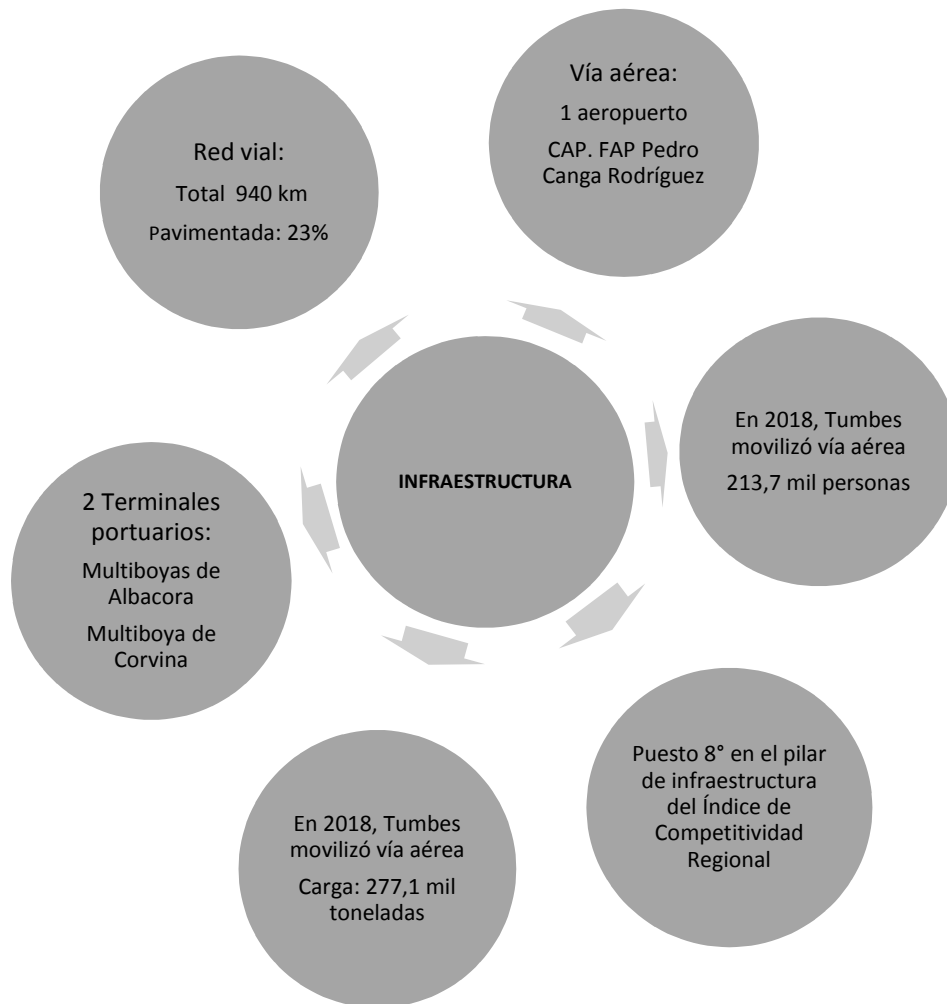 Vía aérea:
1 aeropuerto
CAP. FAP Pedro
Canga Rodríguez
Red vial:
Total 940 km
Pavimentada: 23%
En 2018, Tumbes
movilizó vía aérea
213,7 mil personas
INFRAESTRUCTURA
2 Terminales
portuarios:
Multiboyas de
Albacora
Multiboya de
Corvina
Puesto 8° en el pilar
de infraestructura
del Índice de
Competitividad
Regional
En 2018, Tumbes
movilizó vía aérea
Carga: 277,1 mil
toneladas